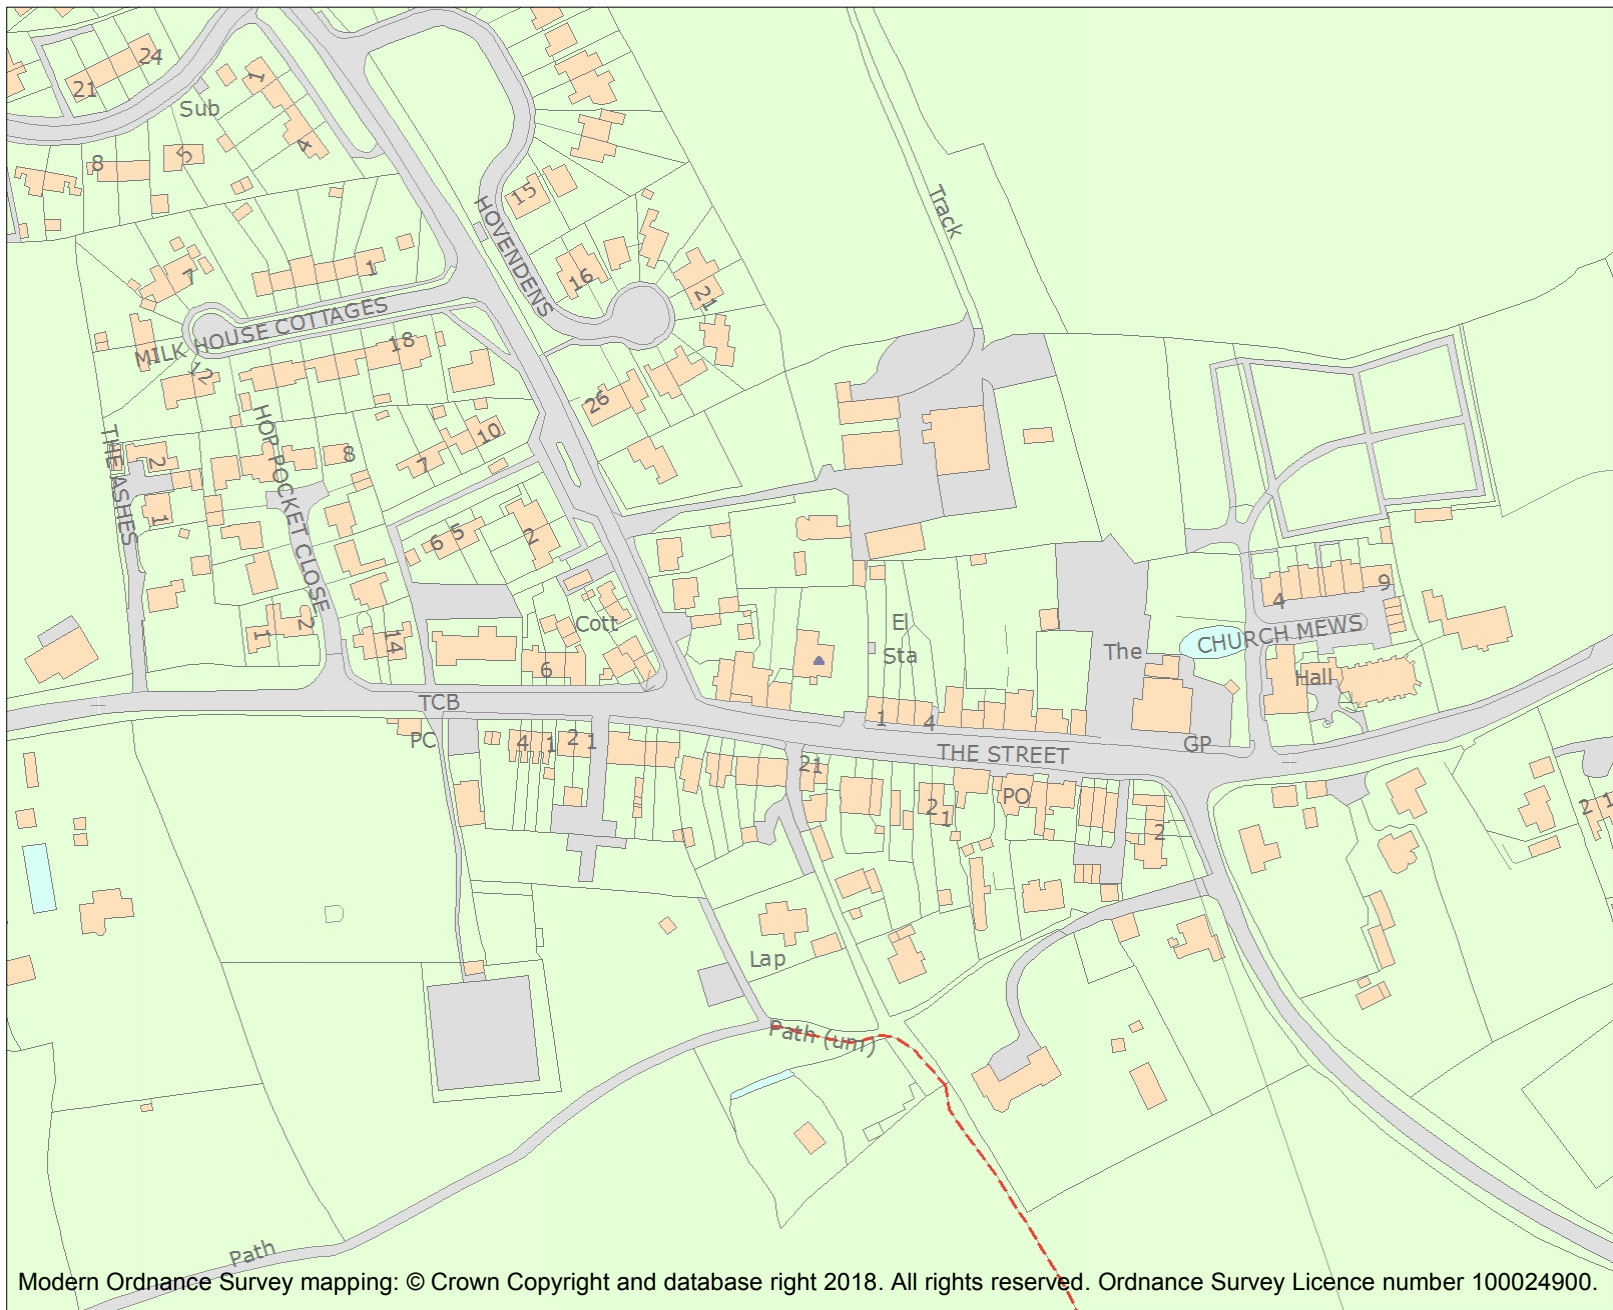 24
21
1
Sub
4
8
5
15
HOVENDENS
Track
7
1
16
21
MILK HOUSE COTTAGES
18
12
26
HOP POCKET CLOSE
THE ASHES
2
8
7
10
1
6
5
2
4
9
Cott
El
Sta
The
CHURCH MEWS
1
2
14
6
Hall
TCB
1
4
PC
4
1
2
1
THE STREET
GP
21
PO
2
1
2
2
1
Lap
Path (um)
Path
Modern Ordnance Survey mapping: © Crown Copyright and database right 2018. All rights reserved. Ordnance Survey Licence number 100024900.